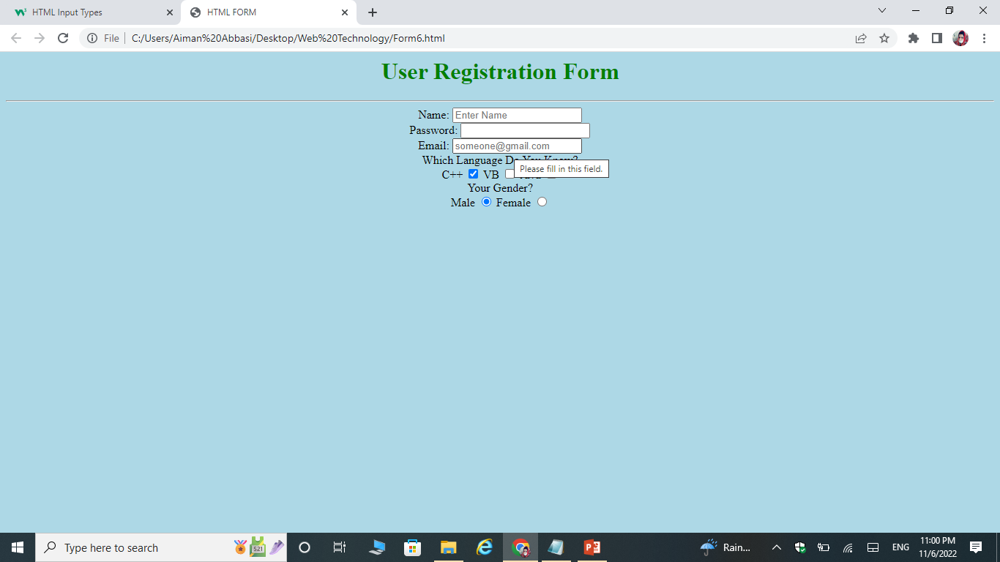 HTML Input Types
HTML FORM
File
C:/Users/Aiman%20Abbasi/Desktop/Web%20Technology/Form6.html
User Registration Form
Name: Enter Name
Password:
Email: someone@gmail.com
Which Language Do You Know?
Please fill in this field.
C++ VB
Your Gender?
Male Female
Type here to search
521
Rain...
ENG
11:00 PM
11/6/2022